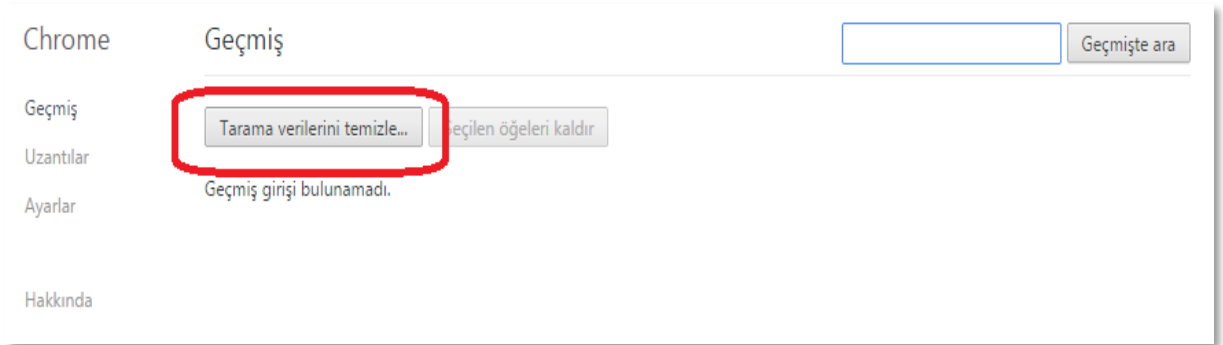 Chrome
Geçmiş
Geçmişte ara
Geçmiş
Tarama verilerini temizle...
Seçilen öğeleri kaldır
Uzantılar
Geçmiş girişi bulunamadı.
Ayarlar
Hakkında